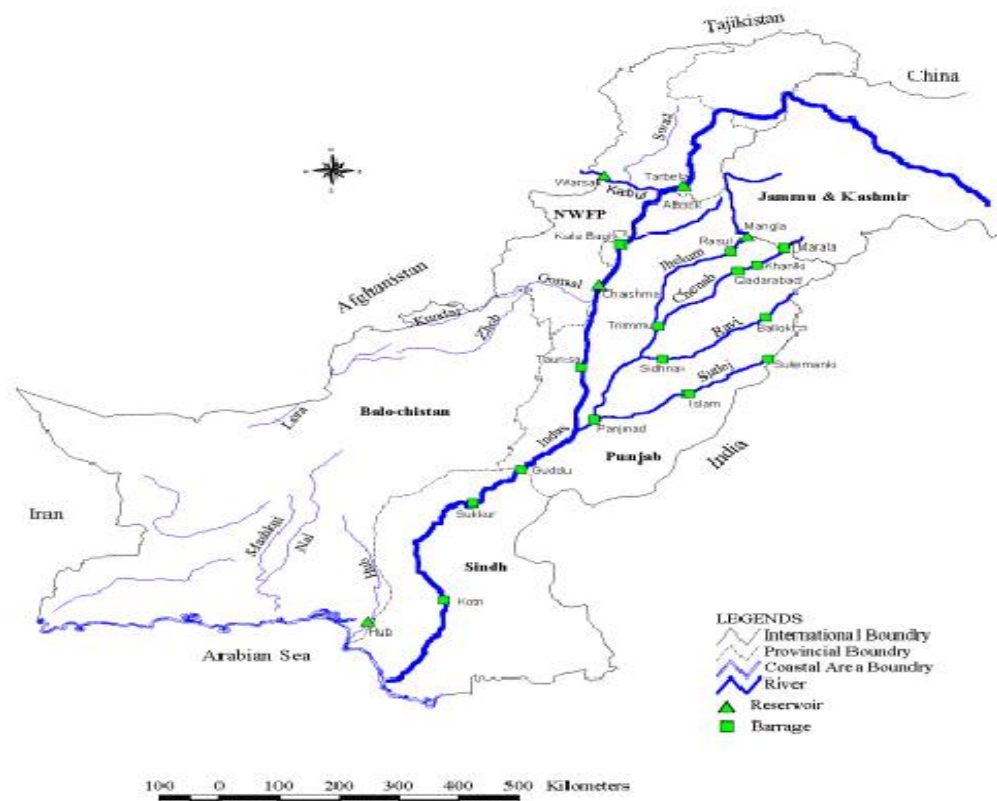 Tajikistan
China
Swat
Warsak
Kabul
Tarbela
Attock
Jammu & Kashmir
NWFP
Kala Bagh
Mangla
Rasul
Marala
Jhelum
Khanki
Chenab
Qadarabad
Afghanistan
Gomal
Chaishma
Kundar
Zhob
Trimmu
Ravi
Balloki
Taunsa
Sidhnai
Sulemanki
Sutlej
Islam
Balochistan
Lora
Indus
Panjnad
Punjab
India
Guddu
Iran
Sukkur
Mashkai
Nal
Hub
Sindh
Kotri
Hub
Arabian Sea
LEGENDS
International Boundry
Provincial Boundry
Coastal Area Boundry
River
Reservoir
Barrage
100 0 100 200 300 400 500 Kilometers